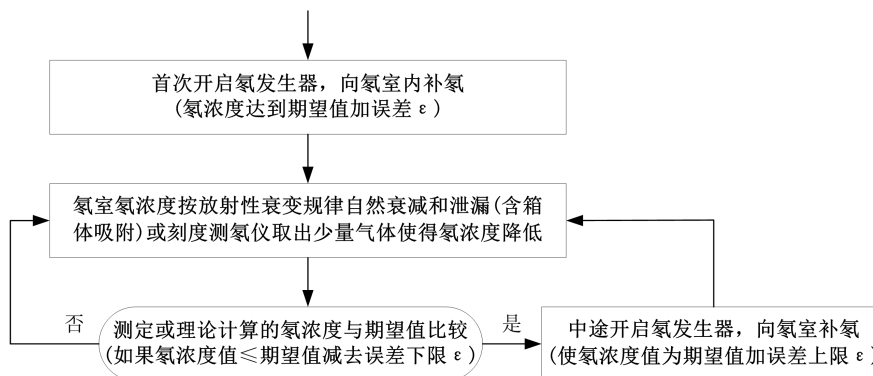 首次开启氡发生器，向氡室内补氡
(氡浓度达到期望值加误差 ε)
氡室氡浓度按放射性衰变规律自然衰减和泄漏(含箱
体吸附)或刻度测氡仪取出少量气体使得氡浓度降低
否
测定或理论计算的氡浓度与期望值比较
(如果氡浓度值≤期望值减去误差下限 ε)
是
中途开启氡发生器，向氡室补氡
(使氡浓度值为期望值加误差上限 ε)